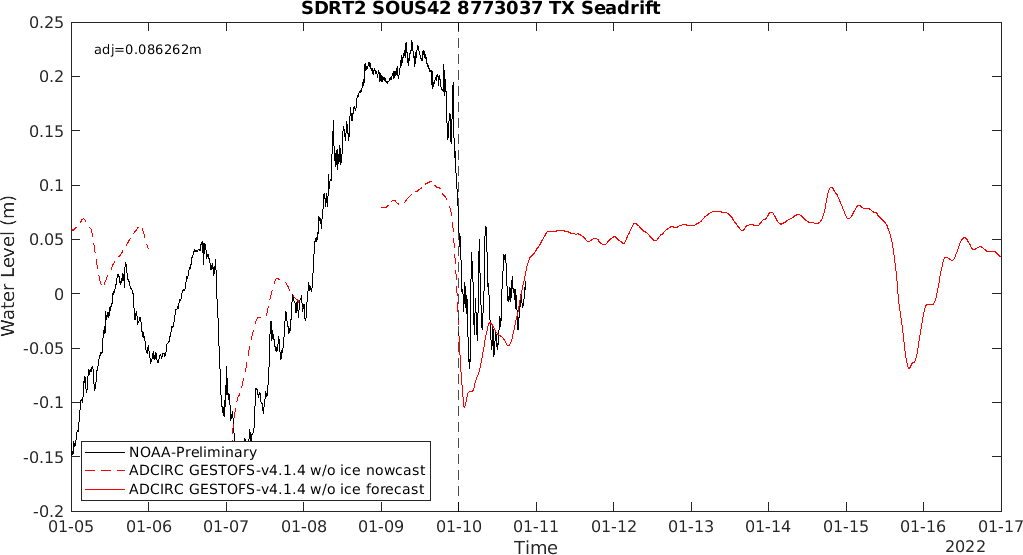 SDRT2 SOUS42 8773037 TX Seadrift
adj=0.086262m
0.25
0.2
0.15
0.1
0.05
0
-0.05
-0.1
-0.15
-0.2
Water Level (m)
NOAA-Preliminary
ADCIRC GESTOFS-v4.1.4 w/o ice nowcast
ADCIRC GESTOFS-v4.1.4 w/o ice forecast
01-05 01-06 01-07 01-08 01-09 01-10 01-11 01-12 01-13 01-14 01-15 01-16 01-17
Time
2022